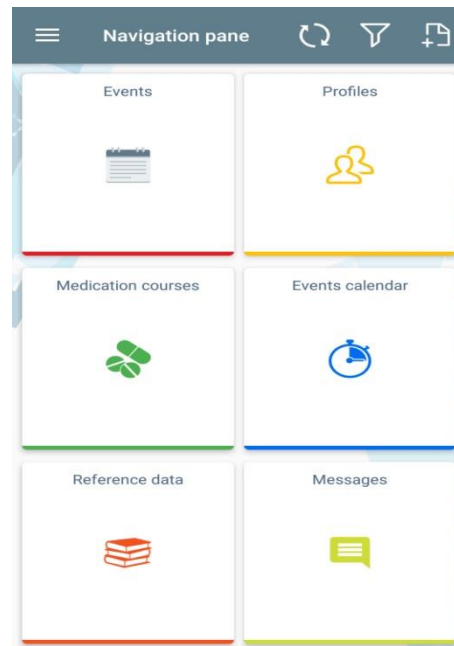 Navigation pane
Events
Profiles
Medication courses
Events calendar
Reference data
Messages